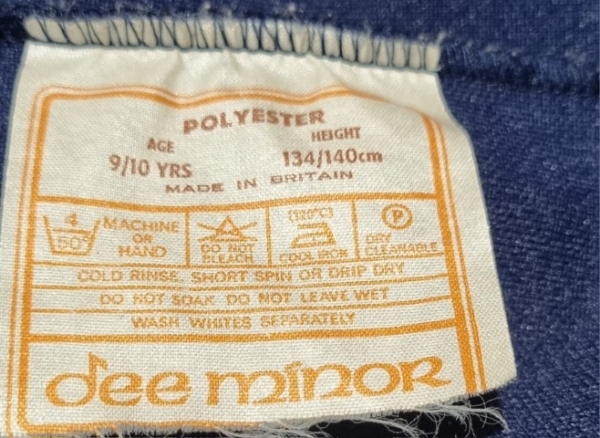 POLYESTER
AGE HEIGHT
9/10 YRS 134/140cm
MADE IN BRITAIN
4 MACHINE (120°C) P
50° OR DO NOT DRY
HAND BLEACH COOL IRON CLEANABLE
COLD RINSE. SHORT SPIN OR DRIP DRY
DO NOT SOAK DO NOT LEAVE WET
WASH WHITES SEPARATELY
dee minor